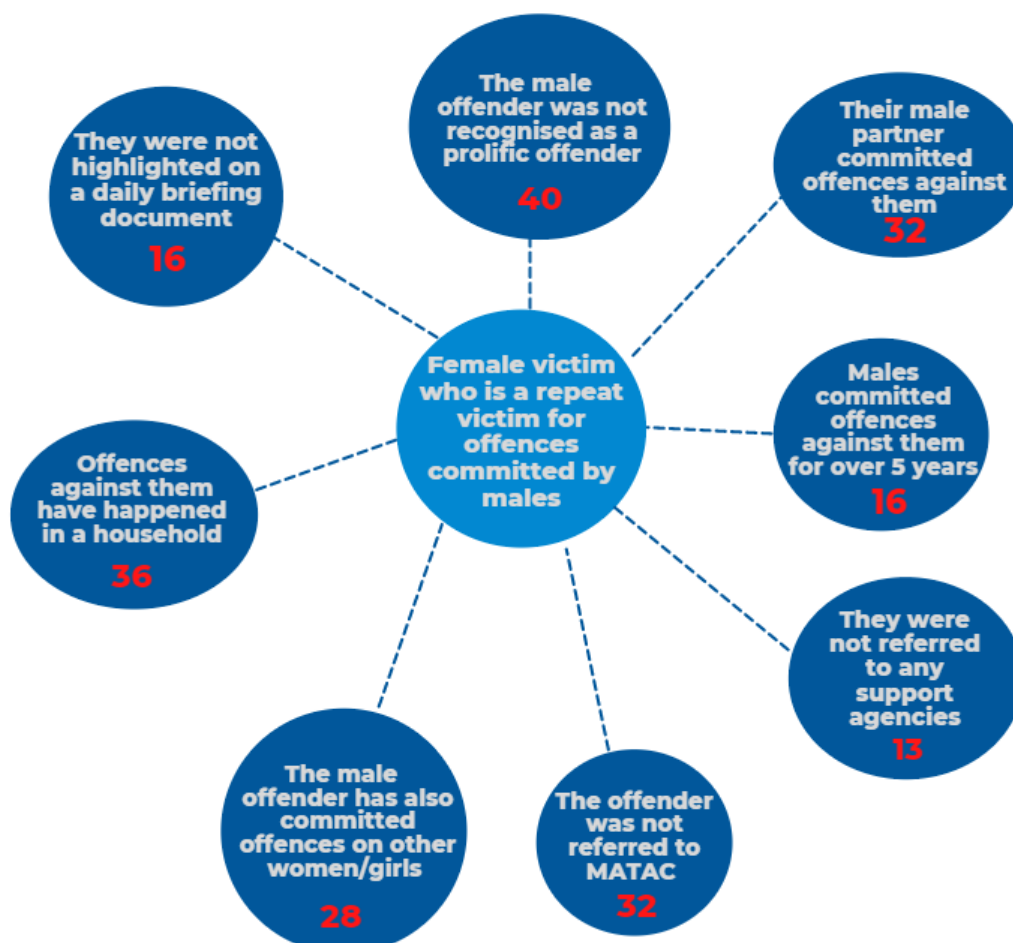 The male
offender was not
recognised as a
prolific offender
40
Their male
partner
committed
offences against
them
32
They were not
highlighted on
a daily briefing
document
16
Female victim
who is a repeat
victim for
offences
committed by
males
Males
committed
offences
against them
for over 5 years
16
Offences
against them
have happened
in a household
36
They were
not referred
to any
support
agencies
13
The male
offender has also
committed
offences on other
women/girls
28
The offender
was not
referred to
MATAC
32